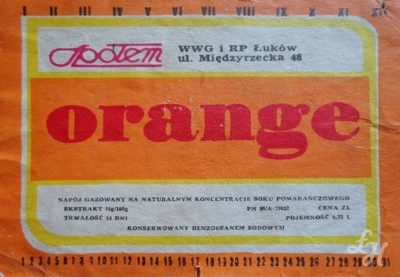 I II III IV V VI VII VIII IX X XI XII
Społem
WWG i RP Łuków
ul. Międzyrzecka 48
orange
NAPÓJ GAZOWANY NA NATURALNYM KONCENTRACIE SOKU POMARAŃCZOWEGO
EKSTRAKT 10g/100g PN 80/A-79032 CENA ZŁ
TRWAŁOŚĆ 14 DNI POJEMNOŚĆ 0,33 l.
KONSERWOWANY BENZOESANEM SODOWYM
1 2 3 4 5 6 7 8 9 10 11 12 13 14 15 16 17 18 19 20 21 22 23 24 25 26 27 28 29 30 31